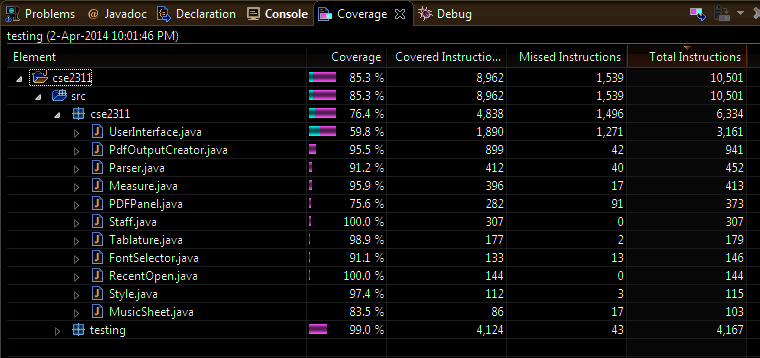 Problems @ Javadoc Declaration Console Coverage Debug
testing (2-Apr-2014 10:01:46 PM)
Element Coverage Covered Instructio... Missed Instructions Total Instructions
cse2311 85.3 % 8,962 1,539 10,501
src 85.3 % 8,962 1,539 10,501
cse2311 76.4 % 4,838 1,496 6,334
UserInterface.java 59.8 % 1,890 1,271 3,161
PdfOutputCreator.java 95.5 % 899 42 941
Parser.java 91.2 % 412 40 452
Measure.java 95.9 % 396 17 413
PDFPanel.java 75.6 % 282 91 373
Staff.java 100.0 % 307 0 307
Tablature.java 98.9 % 177 2 179
FontSelector.java 91.1 % 133 13 146
RecentOpen.java 100.0 % 144 0 144
Style.java 97.4 % 112 3 115
MusicSheet.java 83.5 % 86 17 103
testing 99.0 % 4,124 43 4,167